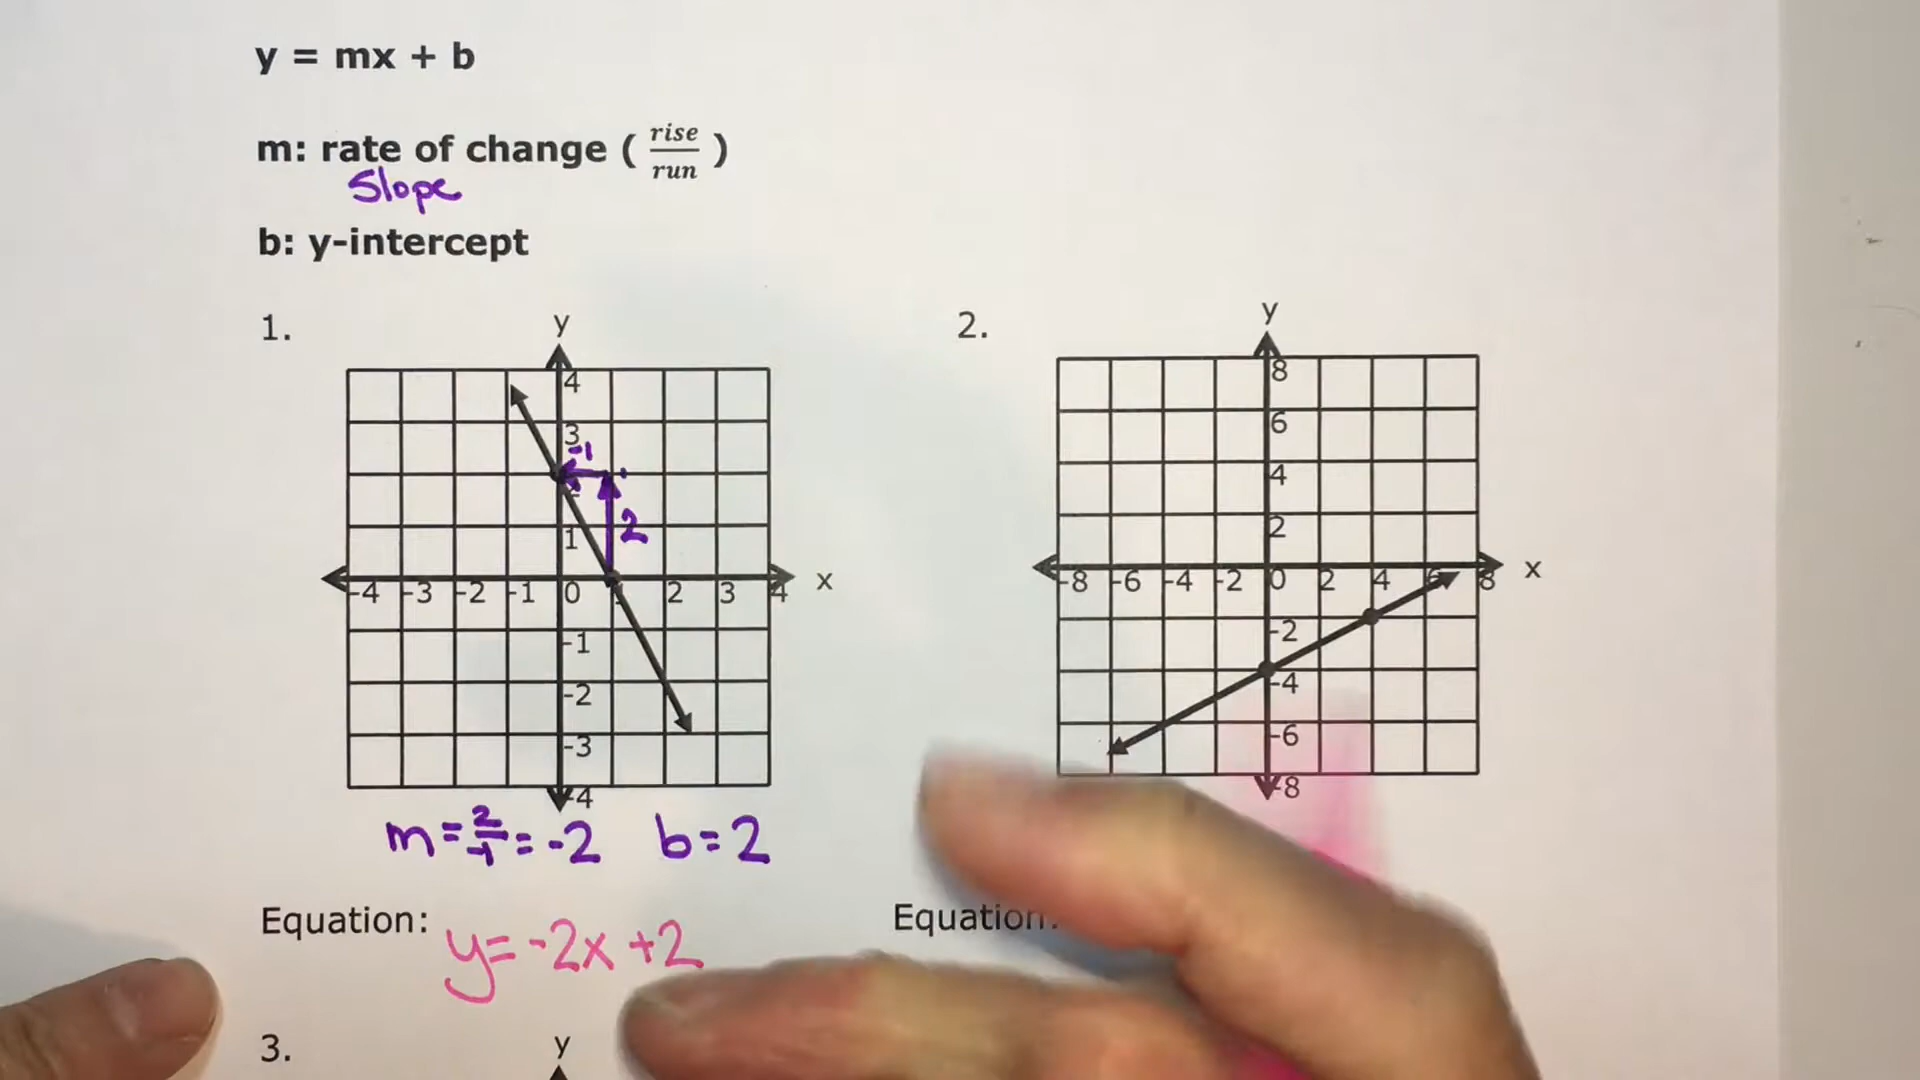 y = mx + b
m: rate of change ( rise/run )
Slope
b: y-intercept
1.
2.
y
4
3
-1
2
1
-4 -3 -2 -1 0 2 3 4 x
-1
-2
-3
-4
m = 2/-1 = -2 b = 2
Equation: y = -2x + 2
y
8
6
4
2
-8 -6 -4 -2 0 2 4 6 8 x
-2
-4
-6
-8
Equation:
3.
y